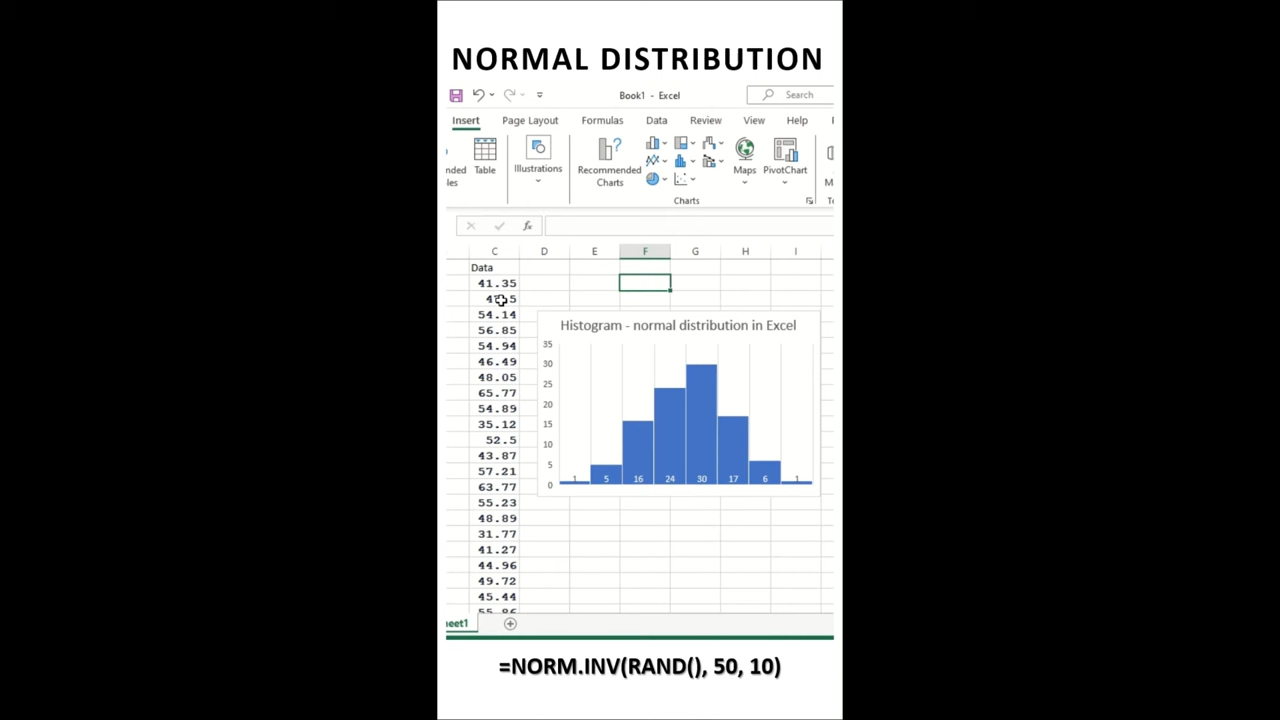 NORMAL DISTRIBUTION
Book1 - Excel
Search
Insert Page Layout Formulas Data Review View Help
Table
Illustrations
Recommended Charts
Maps
PivotChart
Charts
fx
C D E F G H I
Data
41.35
54.14
56.85
54.94
46.49
48.05
65.77
54.89
35.12
52.5
43.87
57.21
63.77
55.23
48.89
31.77
41.27
44.96
49.72
45.44
55.86
Histogram - normal distribution in Excel
35
30
25
20
15
10
5
0
1 5 16 24 30 17 6 1
=NORM.INV(RAND(), 50, 10)